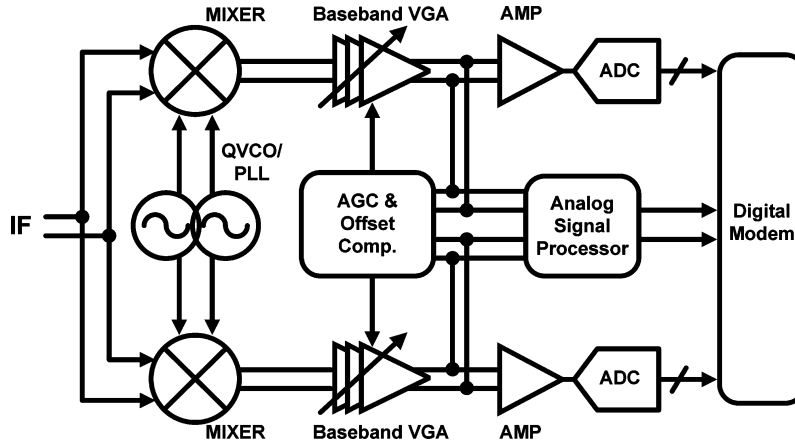 MIXER
Baseband VGA
AMP
ADC
QVCO/
PLL
IF
AGC &
Offset
Comp.
Analog
Signal
Processor
Digital
Modem
ADC
MIXER
Baseband VGA
AMP